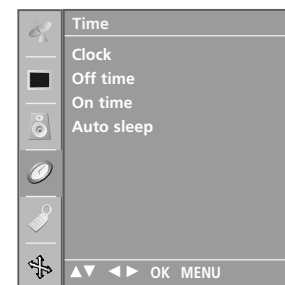 Time
Clock
Off time
On time
Auto sleep
▲▼ ◄► OK MENU